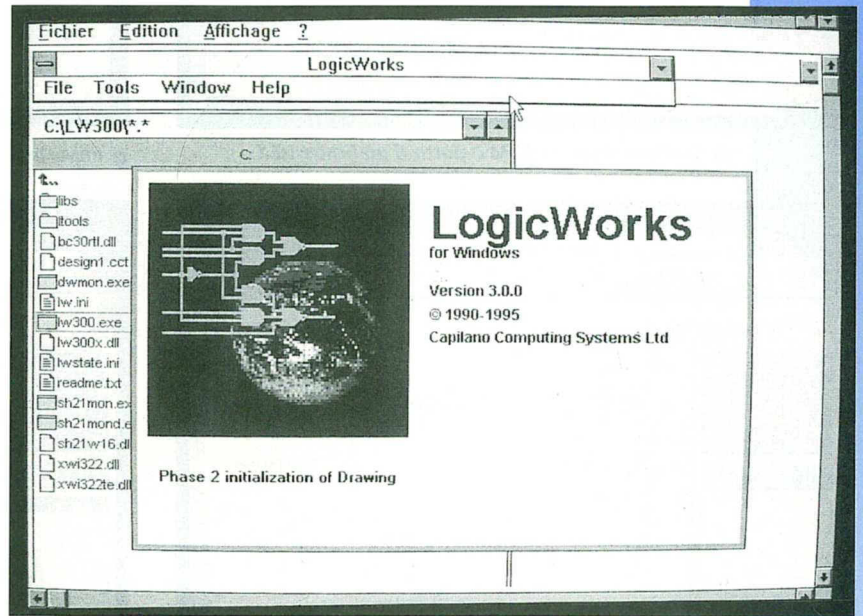 Fichier Edition Affichage ?
LogicWorks
File Tools Window Help
C:\LW300\*.*
C:
..
libs
ltools
bc30rtl.dll
design1.cct
dwmon.exe
lw.ini
lw300.exe
lw300x.dll
lwstate.ini
readme.txt
sh21mon.ex
sh21mond.e
sh21w16.dl
xwi322.dll
xwi322te.dll
LogicWorks
for Windows
Version 3.0.0
© 1990-1995
Capilano Computing Systems Ltd
Phase 2 initialization of Drawing